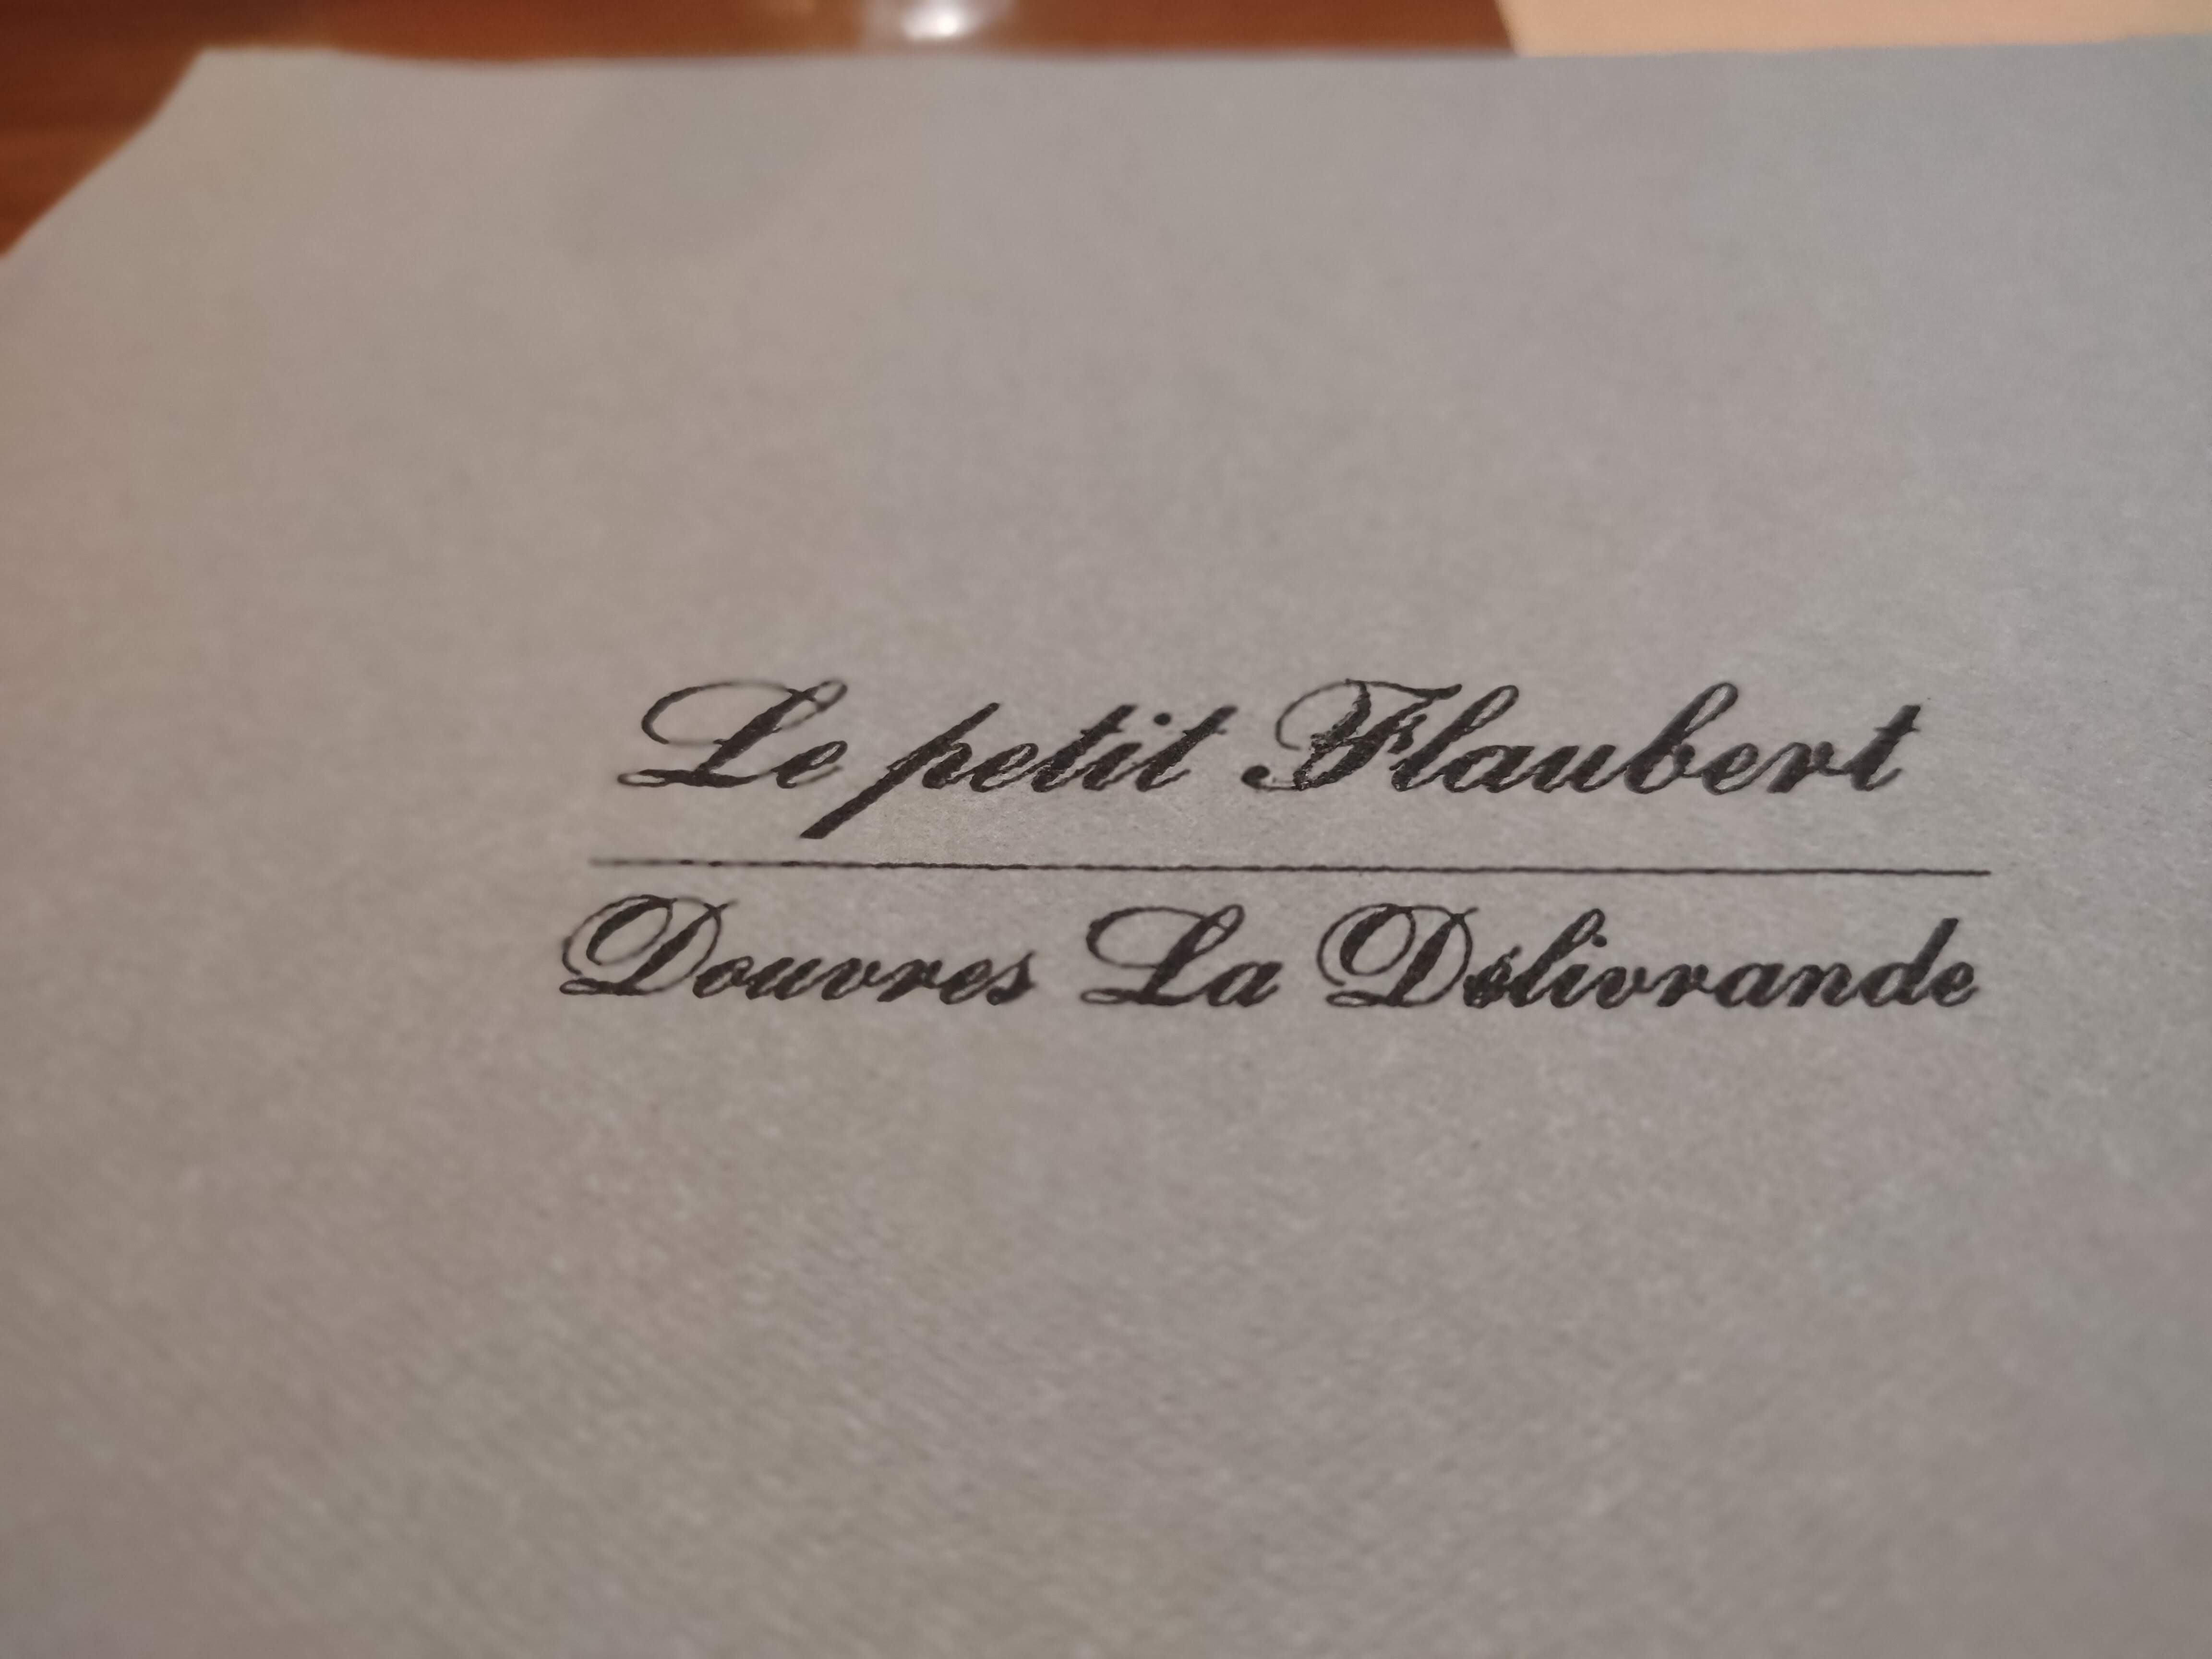 Le petit Flaubert
Douvres La Délivrande